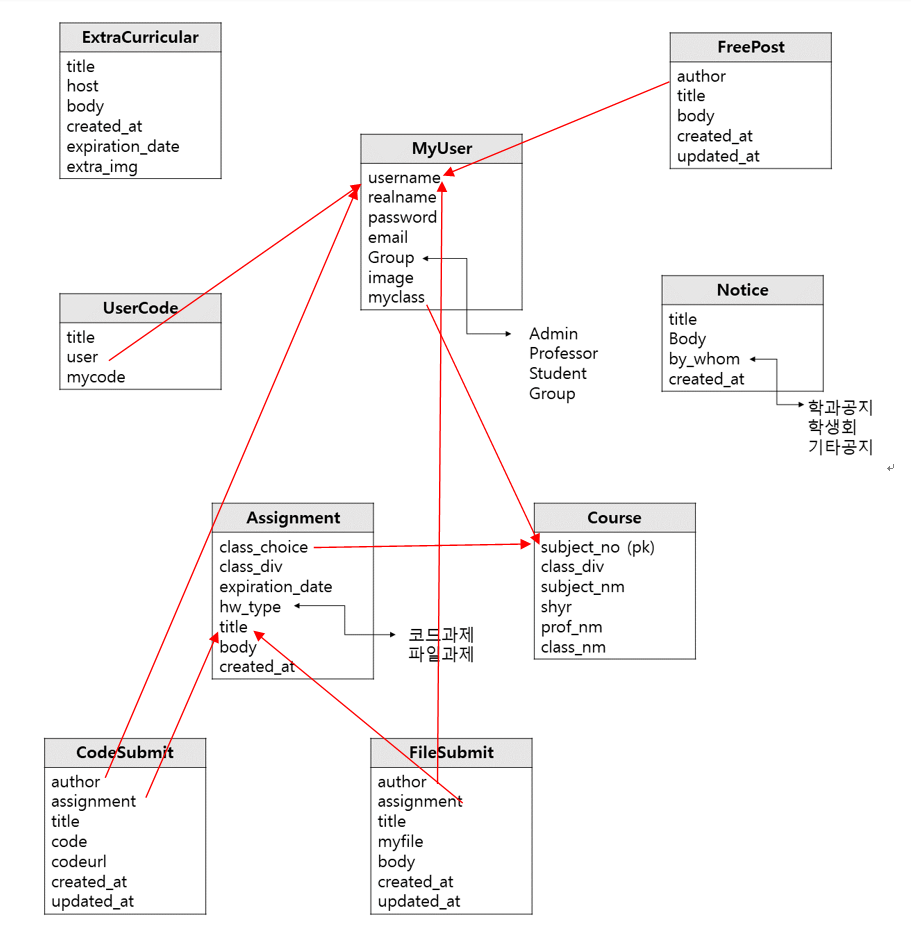 ExtraCurricular
title
host
body
created_at
expiration_date
extra_img
FreePost
author
title
body
created_at
updated_at
MyUser
username
realname
password
email
Group
image
myclass
Admin
Professor
Student
Group
UserCode
title
user
mycode
Notice
title
Body
by_whom
created_at
학과공지
학생회
기타공지
Assignment
class_choice
class_div
expiration_date
hw_type
title
body
created_at
코드과제
파일과제
Course
subject_no (pk)
class_div
subject_nm
shyr
prof_nm
class_nm
CodeSubmit
author
assignment
title
code
codeurl
created_at
updated_at
FileSubmit
author
assignment
title
myfile
body
created_at
updated_at